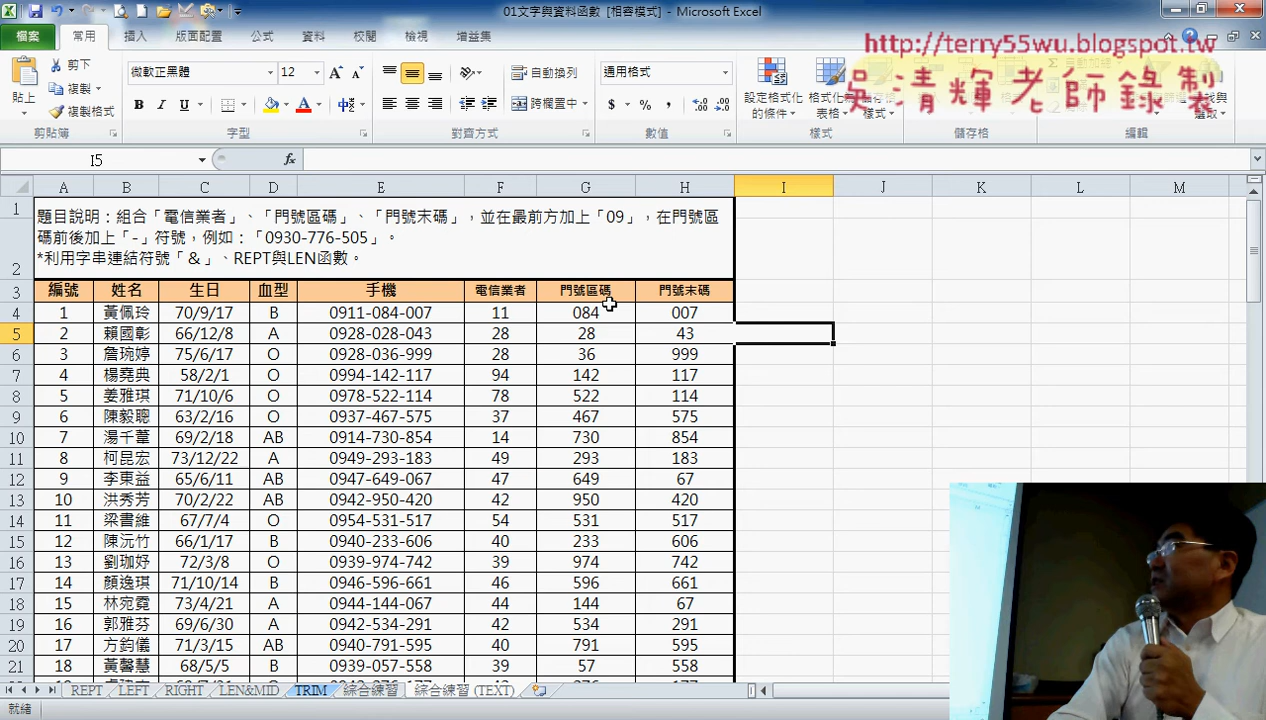 01文字與資料函數 [相容模式] - Microsoft Excel
檔案 常用 插入 版面配置 公式 資料 校閱 檢視 增益集
http://terry55wu.blogspot.tw
吳清輝老師錄製
貼上 剪下 複製 複製格式 剪貼簿
微軟正黑體 12 B I U 字型
自動換列 跨欄置中 對齊方式
通用格式 $ % , 數值
設定格式化的條件 樣式 儲存格 編輯
I5 fx
A B C D E F G H I J K L M
1 題目說明：組合「電信業者」、「門號區碼」、「門號末碼」，並在最前方加上「09」，在門號區
碼前後加上「-」符號，例如：「0930-776-505」。
2 *利用字串連結符號「&」、REPT與LEN函數。
3 編號 姓名 生日 血型 手機 電信業者 門號區碼 門號末碼
4 1 黃佩玲 70/9/17 B 0911-084-007 11 084 007
5 2 賴國彰 66/12/8 A 0928-028-043 28 28 43
6 3 詹琬婷 75/6/17 O 0928-036-999 28 36 999
7 4 楊堯典 58/2/1 O 0994-142-117 94 142 117
8 5 姜雅琪 71/10/6 O 0978-522-114 78 522 114
9 6 陳毅聰 63/2/16 O 0937-467-575 37 467 575
10 7 湯千葦 69/2/18 AB 0914-730-854 14 730 854
11 8 柯昆宏 73/12/22 A 0949-293-183 49 293 183
12 9 李東益 65/6/11 AB 0947-649-067 47 649 67
13 10 洪秀芳 70/2/22 AB 0942-950-420 42 950 420
14 11 梁書維 67/7/4 O 0954-531-517 54 531 517
15 12 陳沅竹 66/1/17 B 0940-233-606 40 233 606
16 13 劉珈妤 72/3/8 O 0939-974-742 39 974 742
17 14 顏逸琪 71/10/14 B 0946-596-661 46 596 661
18 15 林宛霓 73/4/21 A 0944-144-067 44 144 67
19 16 郭雅芬 69/6/30 A 0942-534-291 42 534 291
20 17 方鈞儀 71/3/15 AB 0940-791-595 40 791 595
21 18 黃馨慧 68/5/5 B 0939-057-558 39 57 558
REPT LEFT RIGHT LEN&MID TRIM 綜合練習 綜合練習 (TEXT)
就緒